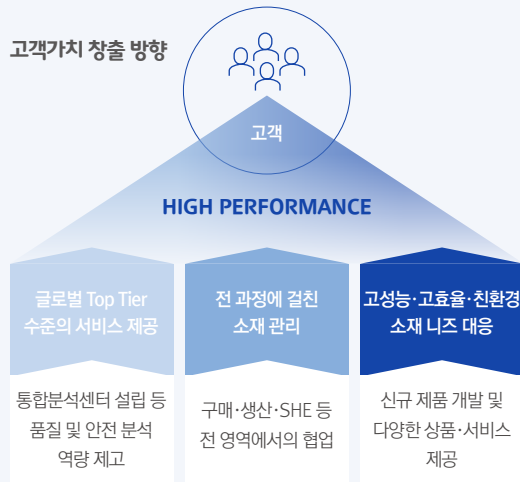 고객가치 창출 방향
고객
HIGH PERFORMANCE
글로벌 Top Tier
수준의 서비스 제공
전 과정에 걸친
소재 관리
고성능·고효율·친환경
소재 니즈 대응
통합분석센터 설립 등
품질 및 안전 분석
역량 제고
구매·생산·SHE 등
전 영역에서의 협업
신규 제품 개발 및
다양한 상품·서비스
제공